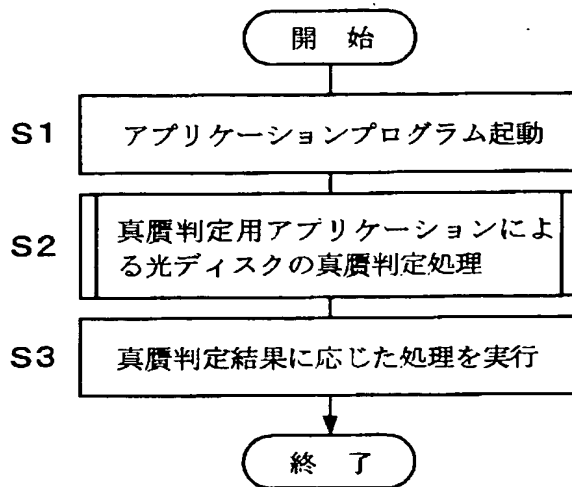 開 始
S1 アプリケーションプログラム起動
S2 真贋判定用アプリケーションによ
る光ディスクの真贋判定処理
S3 真贋判定結果に応じた処理を実行
終 了